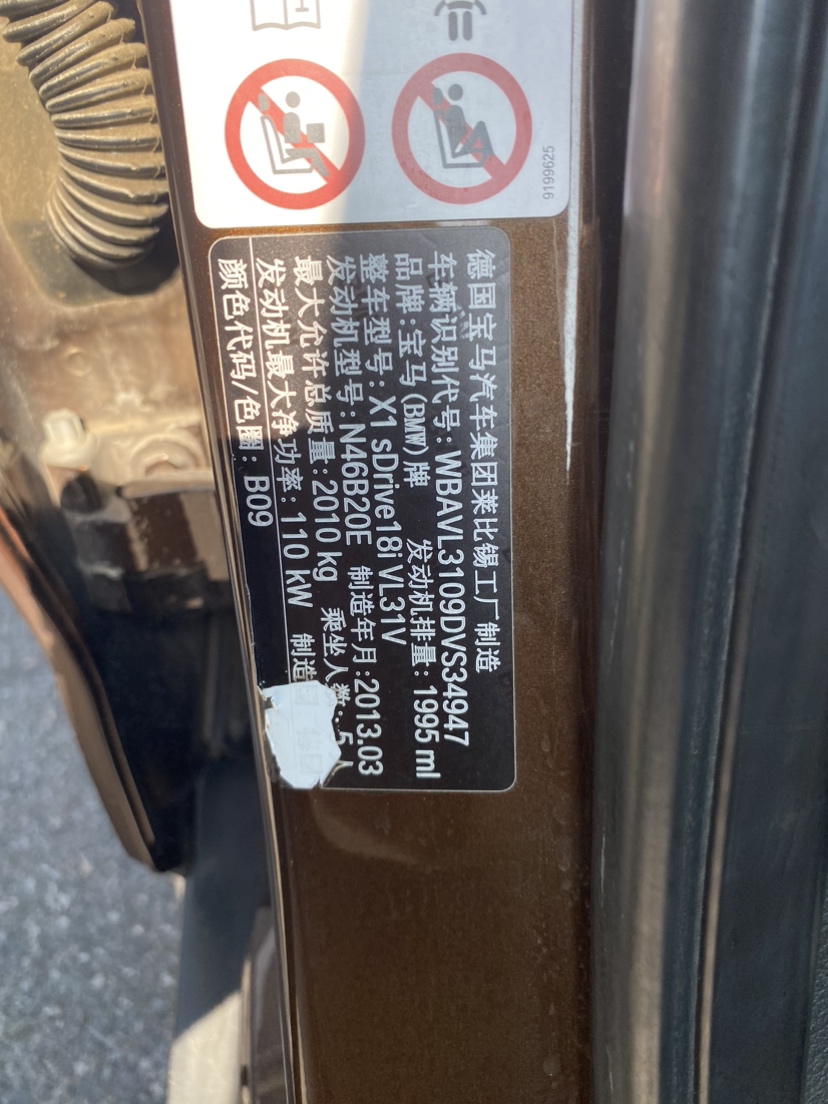 9199625
德国宝马汽车集团莱比锡工厂制造
车辆识别代号: WBAVL3109DVS34947
品牌: 宝马(BMW)牌 发动机排量: 1995 ml
整车型号: X1 sDrive18i VL31V
发动机型号: N46B20E 制造年月: 2013.03
最大允许总质量: 2010 kg 乘坐人数: 5人
发动机最大净功率: 110 kW 制造国
颜色代码/色圈: B09